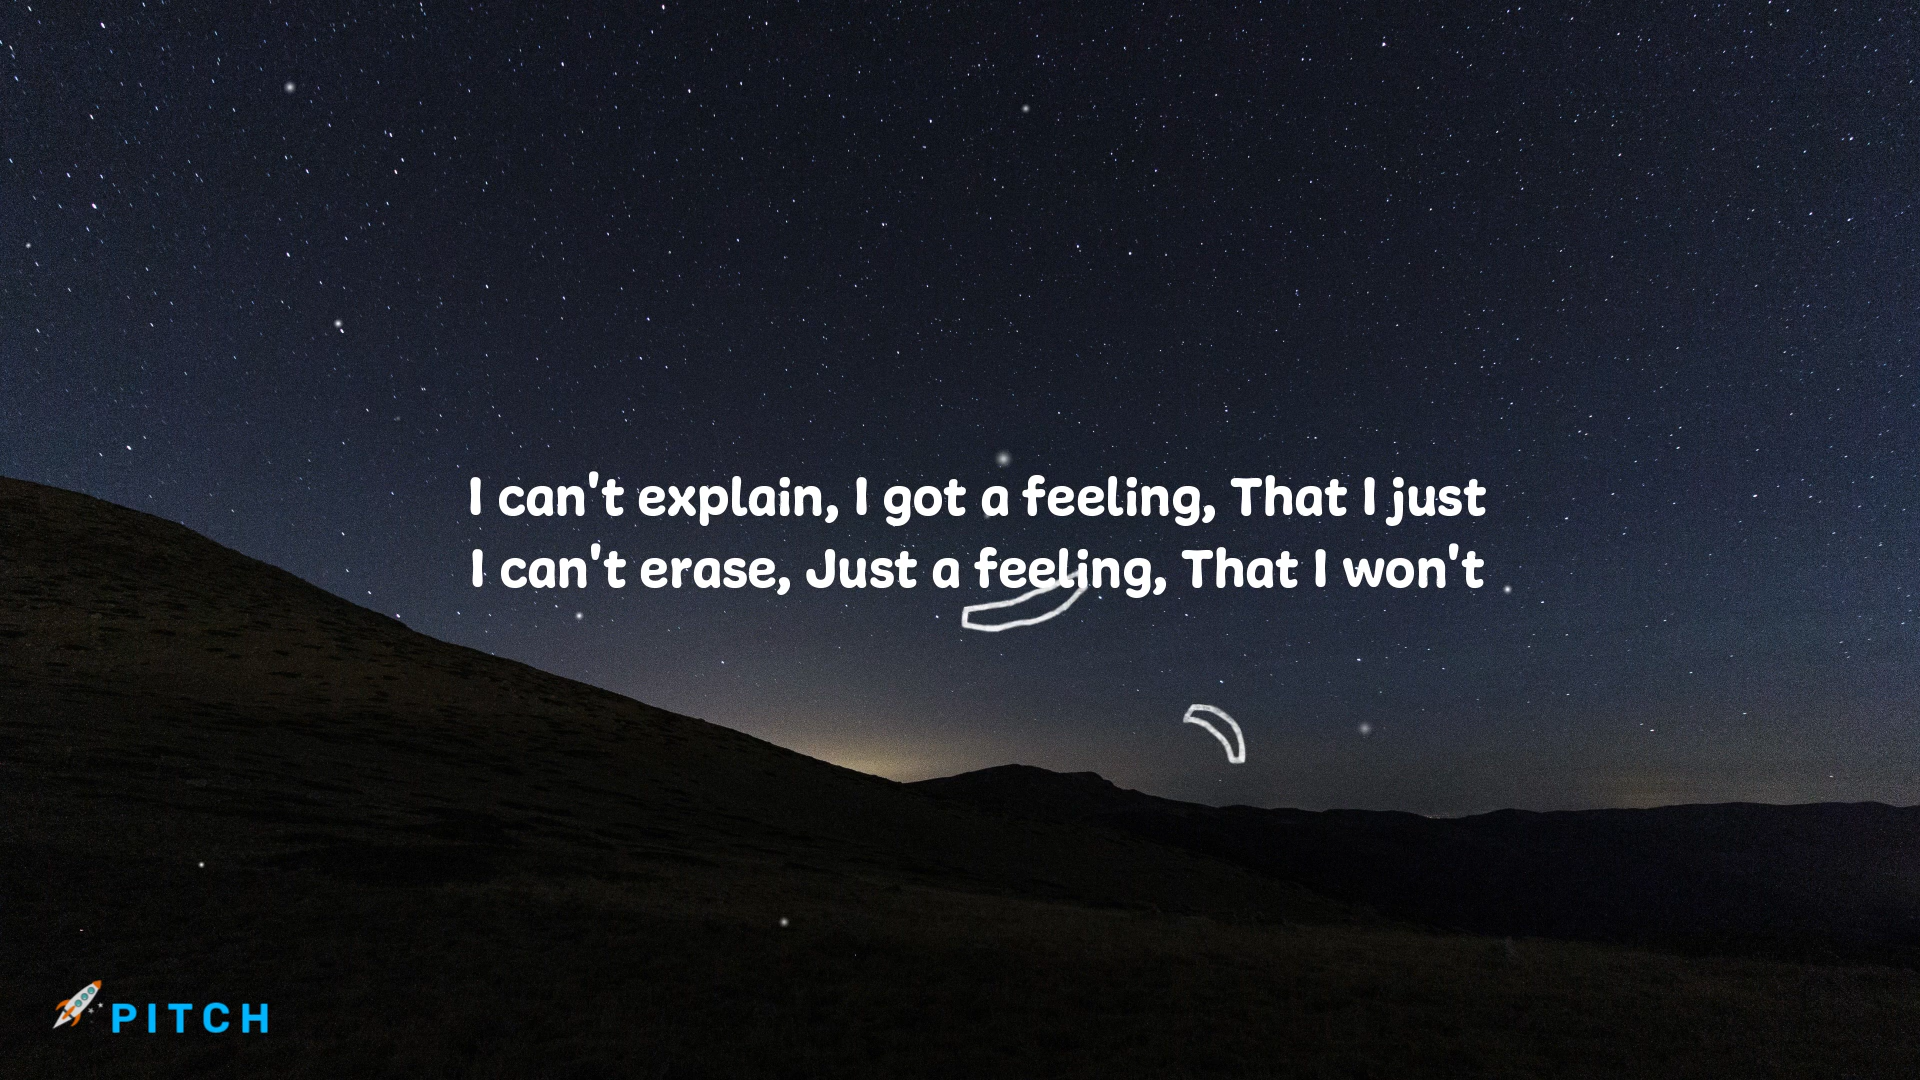 I can't explain, I got a feeling, That I just
I can't erase, Just a feeling, That I won't
PITCH